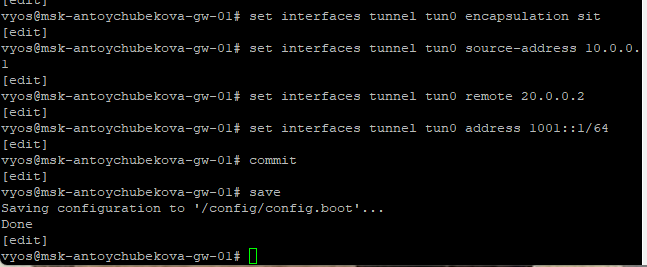 [edit]
vyos@msk-antoychubekova-gw-01# set interfaces tunnel tun0 encapsulation sit
[edit]
vyos@msk-antoychubekova-gw-01# set interfaces tunnel tun0 source-address 10.0.0.
1
[edit]
vyos@msk-antoychubekova-gw-01# set interfaces tunnel tun0 remote 20.0.0.2
[edit]
vyos@msk-antoychubekova-gw-01# set interfaces tunnel tun0 address 1001::1/64
[edit]
vyos@msk-antoychubekova-gw-01# commit
[edit]
vyos@msk-antoychubekova-gw-01# save
Saving configuration to '/config/config.boot'...
Done
[edit]
vyos@msk-antoychubekova-gw-01#